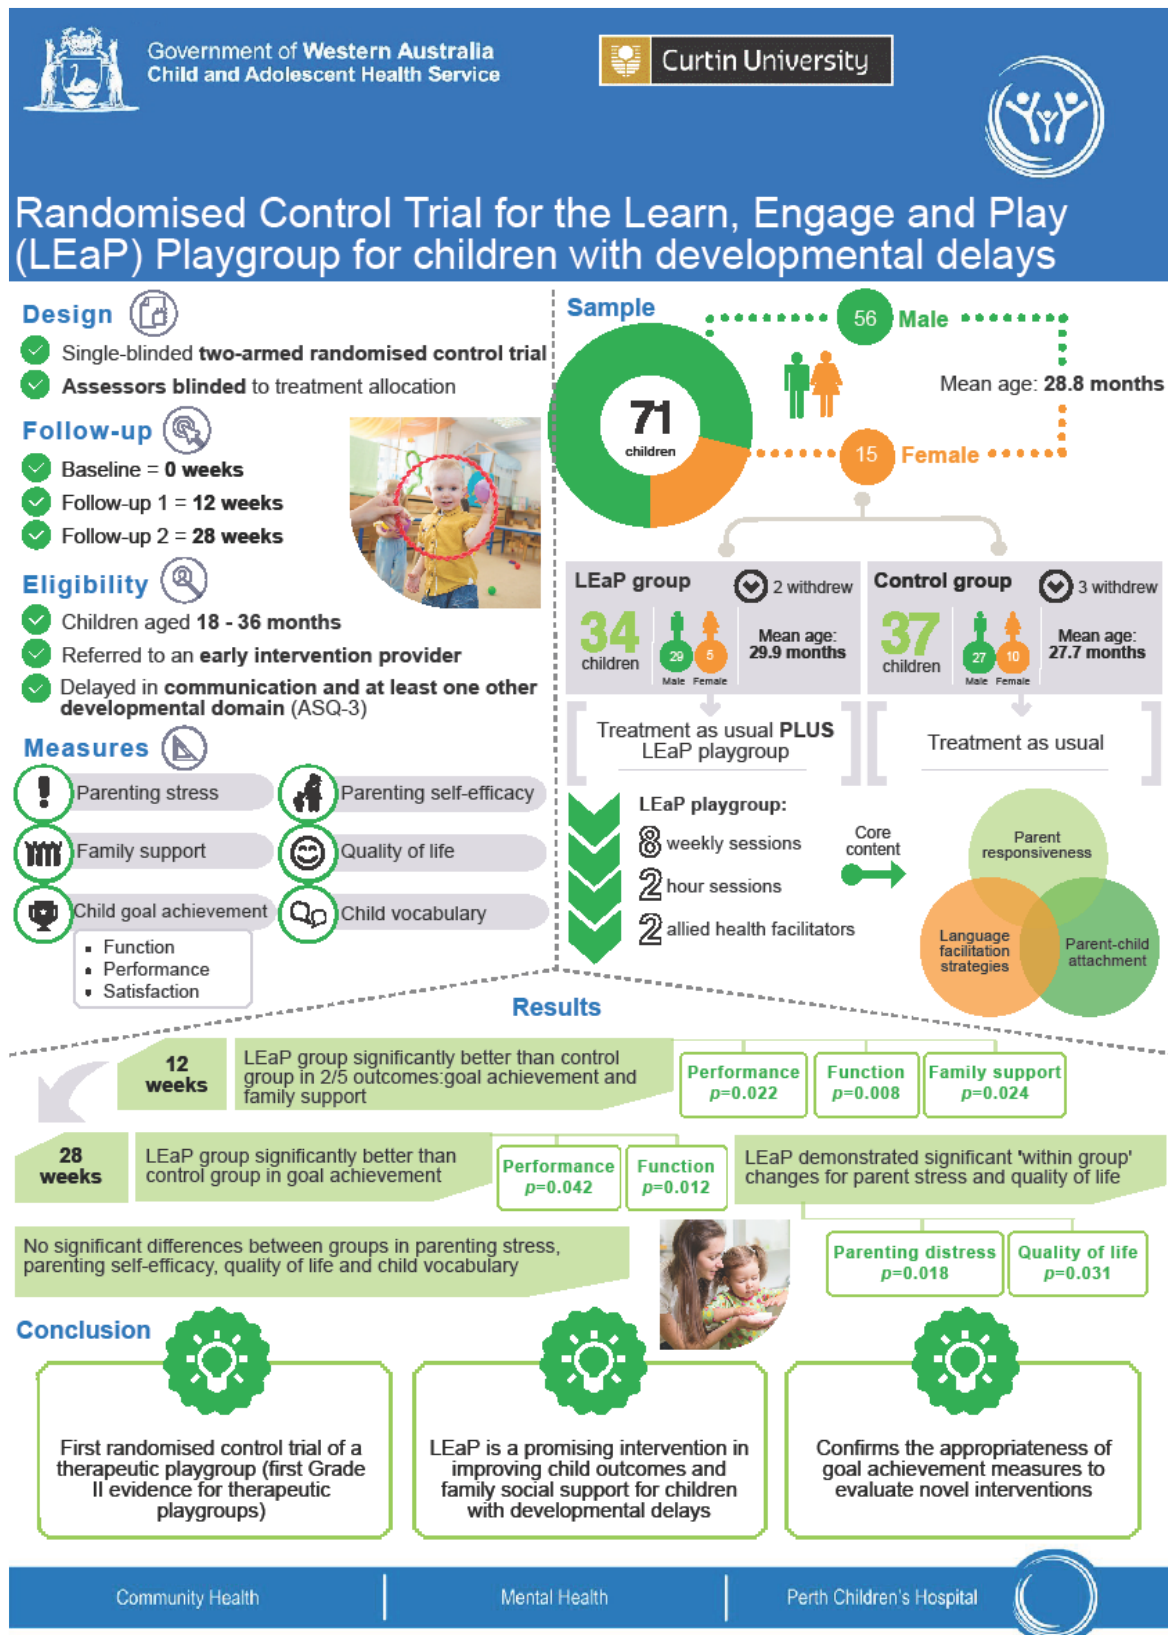 Government of Western Australia
Child and Adolescent Health Service
Curtin University
Randomised Control Trial for the Learn, Engage and Play
(LEaP) Playgroup for children with developmental delays
Design
Single-blinded two-armed randomised control trial
Assessors blinded to treatment allocation
Follow-up
Baseline = 0 weeks
Follow-up 1 = 12 weeks
Follow-up 2 = 28 weeks
Eligibility
Children aged 18 - 36 months
Referred to an early intervention provider
Delayed in communication and at least one other
developmental domain (ASQ-3)
Measures
Parenting stress
Parenting self-efficacy
Family support
Quality of life
Child goal achievement
Child vocabulary
Function
Performance
Satisfaction
Sample
71
children
56 Male
Mean age: 28.8 months
15 Female
LEaP group
2 withdrew
34
children
29
5
Male Female
Mean age:
29.9 months
Control group
3 withdrew
37
children
27
10
Male Female
Mean age:
27.7 months
Treatment as usual PLUS
LEaP playgroup
Treatment as usual
LEaP playgroup:
8 weekly sessions
2 hour sessions
2 allied health facilitators
Core
content
Parent
responsiveness
Language
facilitation
strategies
Parent-child
attachment
Results
12
weeks
LEaP group significantly better than control
group in 2/5 outcomes:goal achievement and
family support
Performance
p=0.022
Function
p=0.008
Family support
p=0.024
28
weeks
LEaP group significantly better than
control group in goal achievement
Performance
p=0.042
Function
p=0.012
LEaP demonstrated significant 'within group'
changes for parent stress and quality of life
Parenting distress
p=0.018
Quality of life
p=0.031
No significant differences between groups in parenting stress,
parenting self-efficacy, quality of life and child vocabulary
Conclusion
First randomised control trial of a
therapeutic playgroup (first Grade
II evidence for therapeutic
playgroups)
LEaP is a promising intervention in
improving child outcomes and
family social support for children
with developmental delays
Confirms the appropriateness of
goal achievement measures to
evaluate novel interventions
Community Health
Mental Health
Perth Children's Hospital